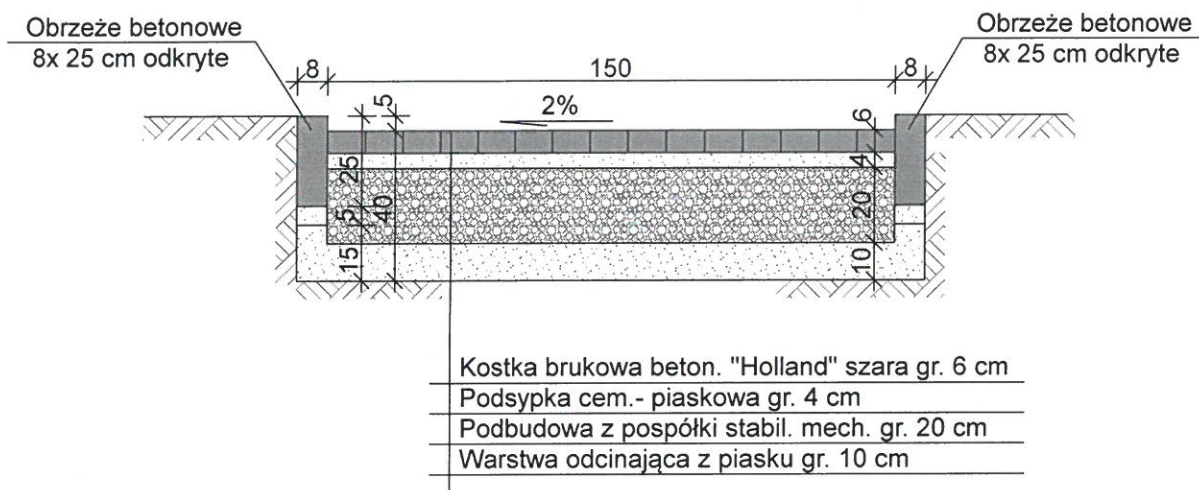 Obrzeże betonowe
8x 25 cm odkryte
Obrzeże betonowe
8x 25 cm odkryte
8
150
8
5
2%
6
25
4
5
40
20
15
10
Kostka brukowa beton. "Holland" szara gr. 6 cm
Podsypka cem.- piaskowa gr. 4 cm
Podbudowa z pospółki stabil. mech. gr. 20 cm
Warstwa odcinająca z piasku gr. 10 cm